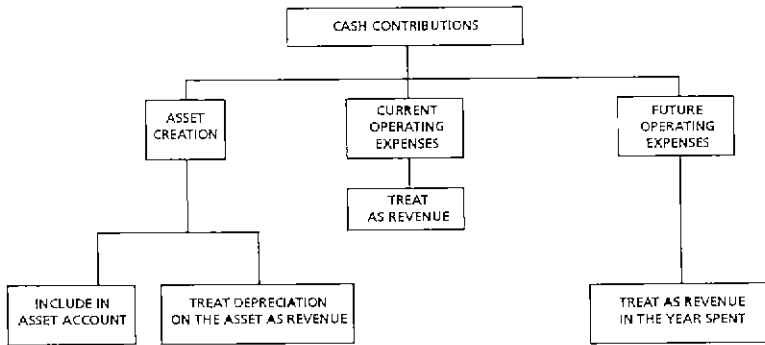 CASH CONTRIBUTIONS
ASSET
CREATION
CURRENT
OPERATING
EXPENSES
FUTURE
OPERATING
EXPENSES
TREAT
AS REVENUE
INCLUDE IN
ASSET ACCOUNT
TREAT DEPRECIATION
ON THE ASSET AS REVENUE
TREAT AS REVENUE
IN THE YEAR SPENT